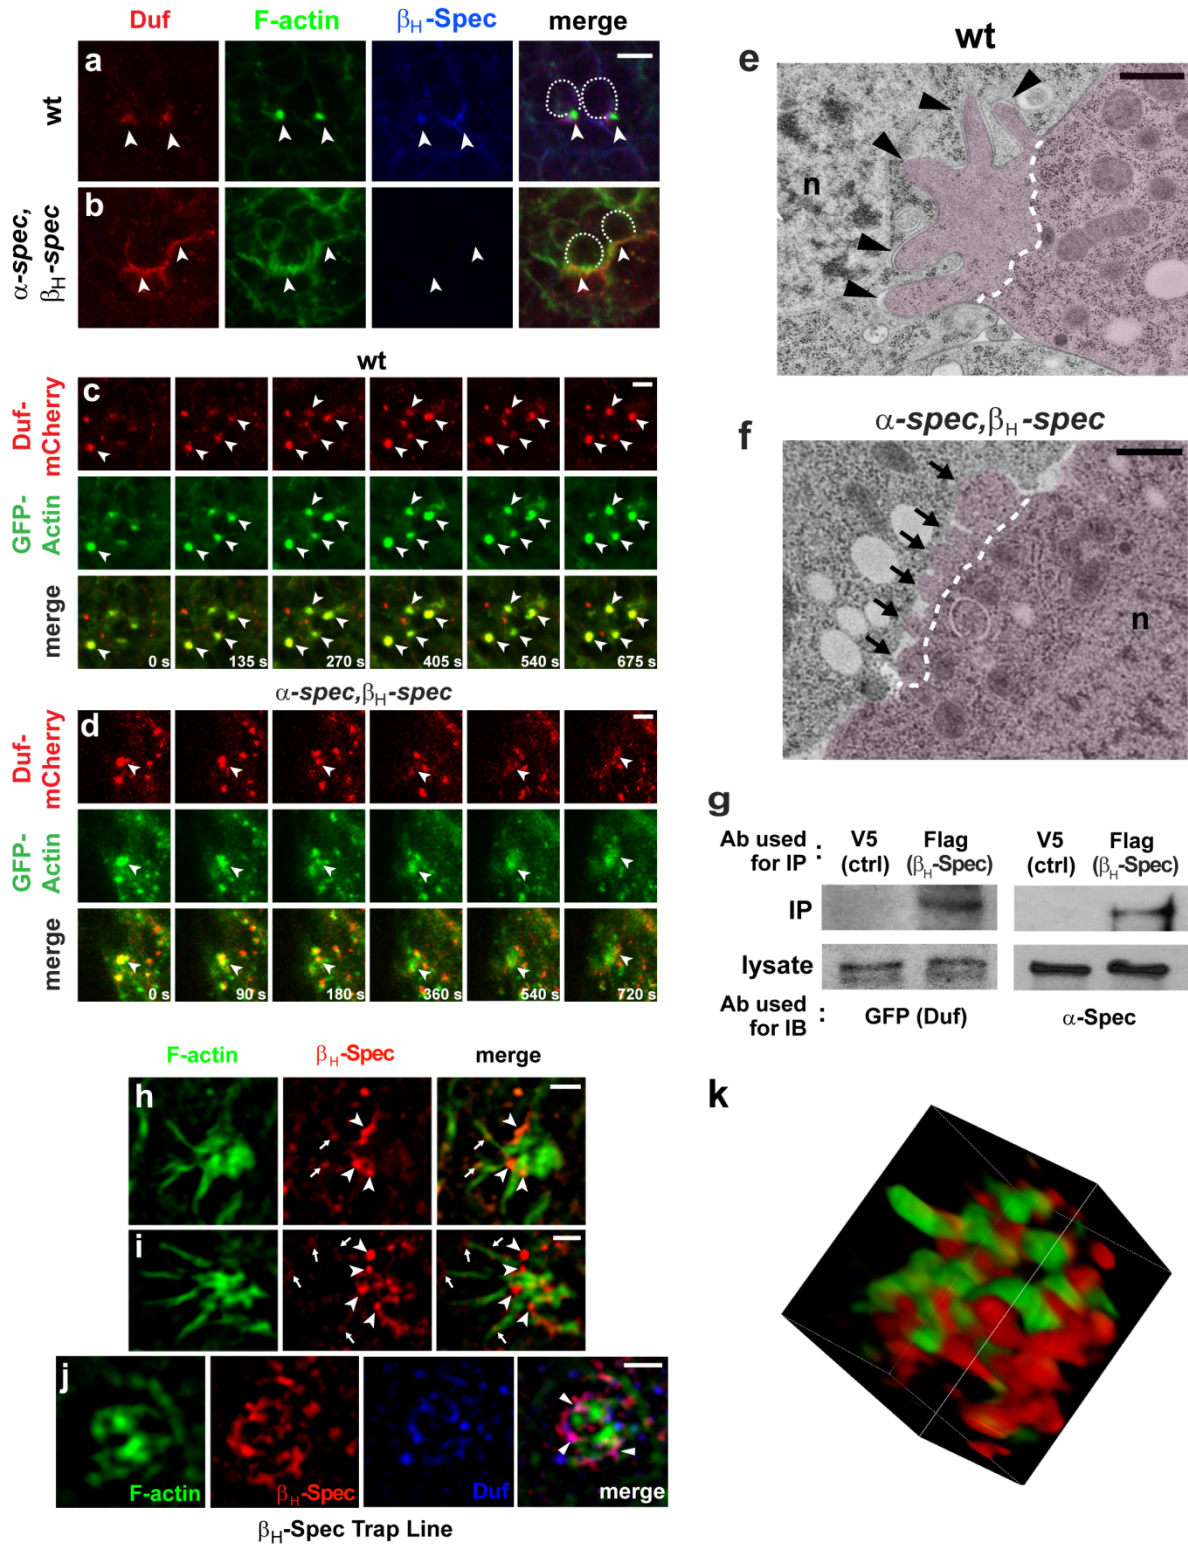 Duf F-actin βH-Spec merge
a
wt
b
α-spec,
βH-spec
wt
c
Duf-
mCherry
GFP-
Actin
merge
0 s 135 s 270 s 405 s 540 s 675 s
α-spec,βH-spec
d
Duf-
mCherry
GFP-
Actin
merge
0 s 90 s 180 s 360 s 540 s 720 s
wt
e
n
α-spec,βH-spec
f
n
g
Ab used
for IP :
V5
(ctrl)
Flag
(βH-Spec)
V5
(ctrl)
Flag
(βH-Spec)
IP
lysate
Ab used
for IB :
GFP (Duf) α-Spec
F-actin βH-Spec merge
h
i
j
F-actin βH-Spec Duf merge
βH-Spec Trap Line
k